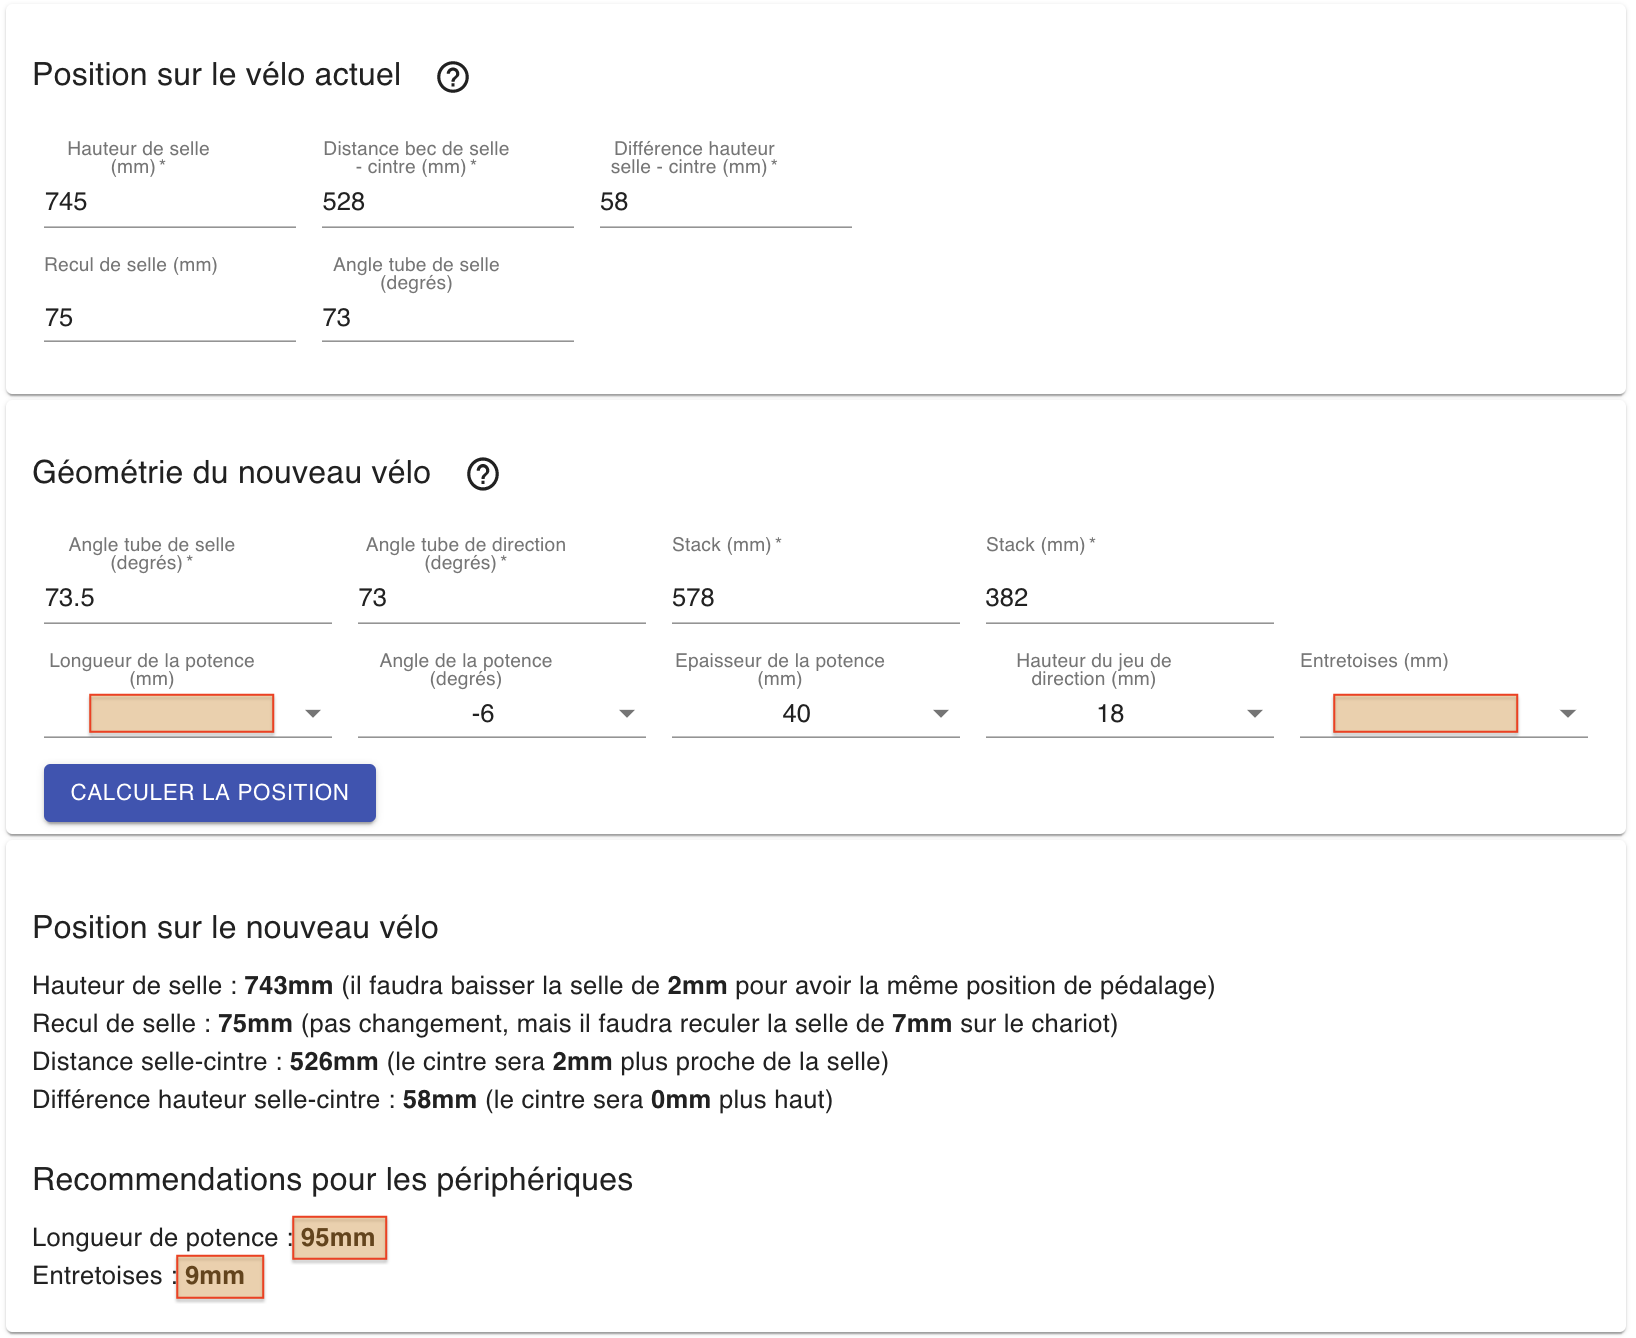 Position sur le vélo actuel ?
Hauteur de selle
(mm) *
Distance bec de selle
- cintre (mm) *
Différence hauteur
selle - cintre (mm) *
745
528
58
Recul de selle (mm)
Angle tube de selle
(degrés)
75
73
Géométrie du nouveau vélo ?
Angle tube de selle
(degrés) *
Angle tube de direction
(degrés) *
Stack (mm) *
Stack (mm) *
73.5
73
578
382
Longueur de la potence
(mm)
Angle de la potence
(degrés)
Epaisseur de la potence
(mm)
Hauteur du jeu de
direction (mm)
Entretoises (mm)
-6
40
18
CALCULER LA POSITION
Position sur le nouveau vélo
Hauteur de selle : 743mm (il faudra baisser la selle de 2mm pour avoir la même position de pédalage)
Recul de selle : 75mm (pas changement, mais il faudra reculer la selle de 7mm sur le chariot)
Distance selle-cintre : 526mm (le cintre sera 2mm plus proche de la selle)
Différence hauteur selle-cintre : 58mm (le cintre sera 0mm plus haut)
Recommendations pour les périphériques
Longueur de potence : 95mm
Entretoises : 9mm